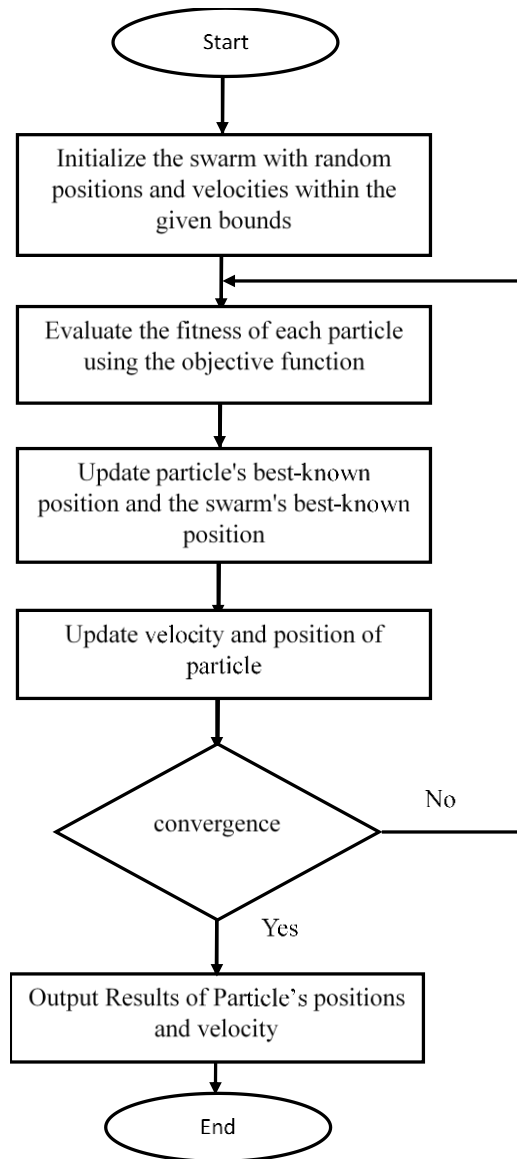 Start
Initialize the swarm with random
positions and velocities within the
given bounds
Evaluate the fitness of each particle
using the objective function
Update particle's best-known
position and the swarm's best-known
position
Update velocity and position of
particle
convergence
No
Yes
Output Results of Particle’s positions
and velocity
End